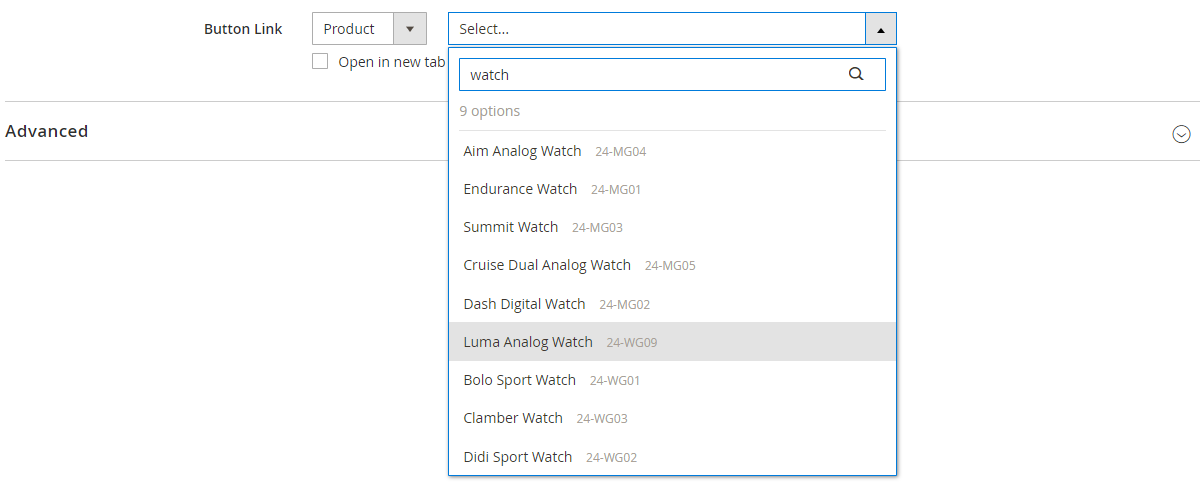 Button Link Product Select...
Open in new tab
watch
9 options
Advanced
Aim Analog Watch 24-MG04
Endurance Watch 24-MG01
Summit Watch 24-MG03
Cruise Dual Analog Watch 24-MG05
Dash Digital Watch 24-MG02
Luma Analog Watch 24-WG09
Bolo Sport Watch 24-WG01
Clamber Watch 24-WG03
Didi Sport Watch 24-WG02